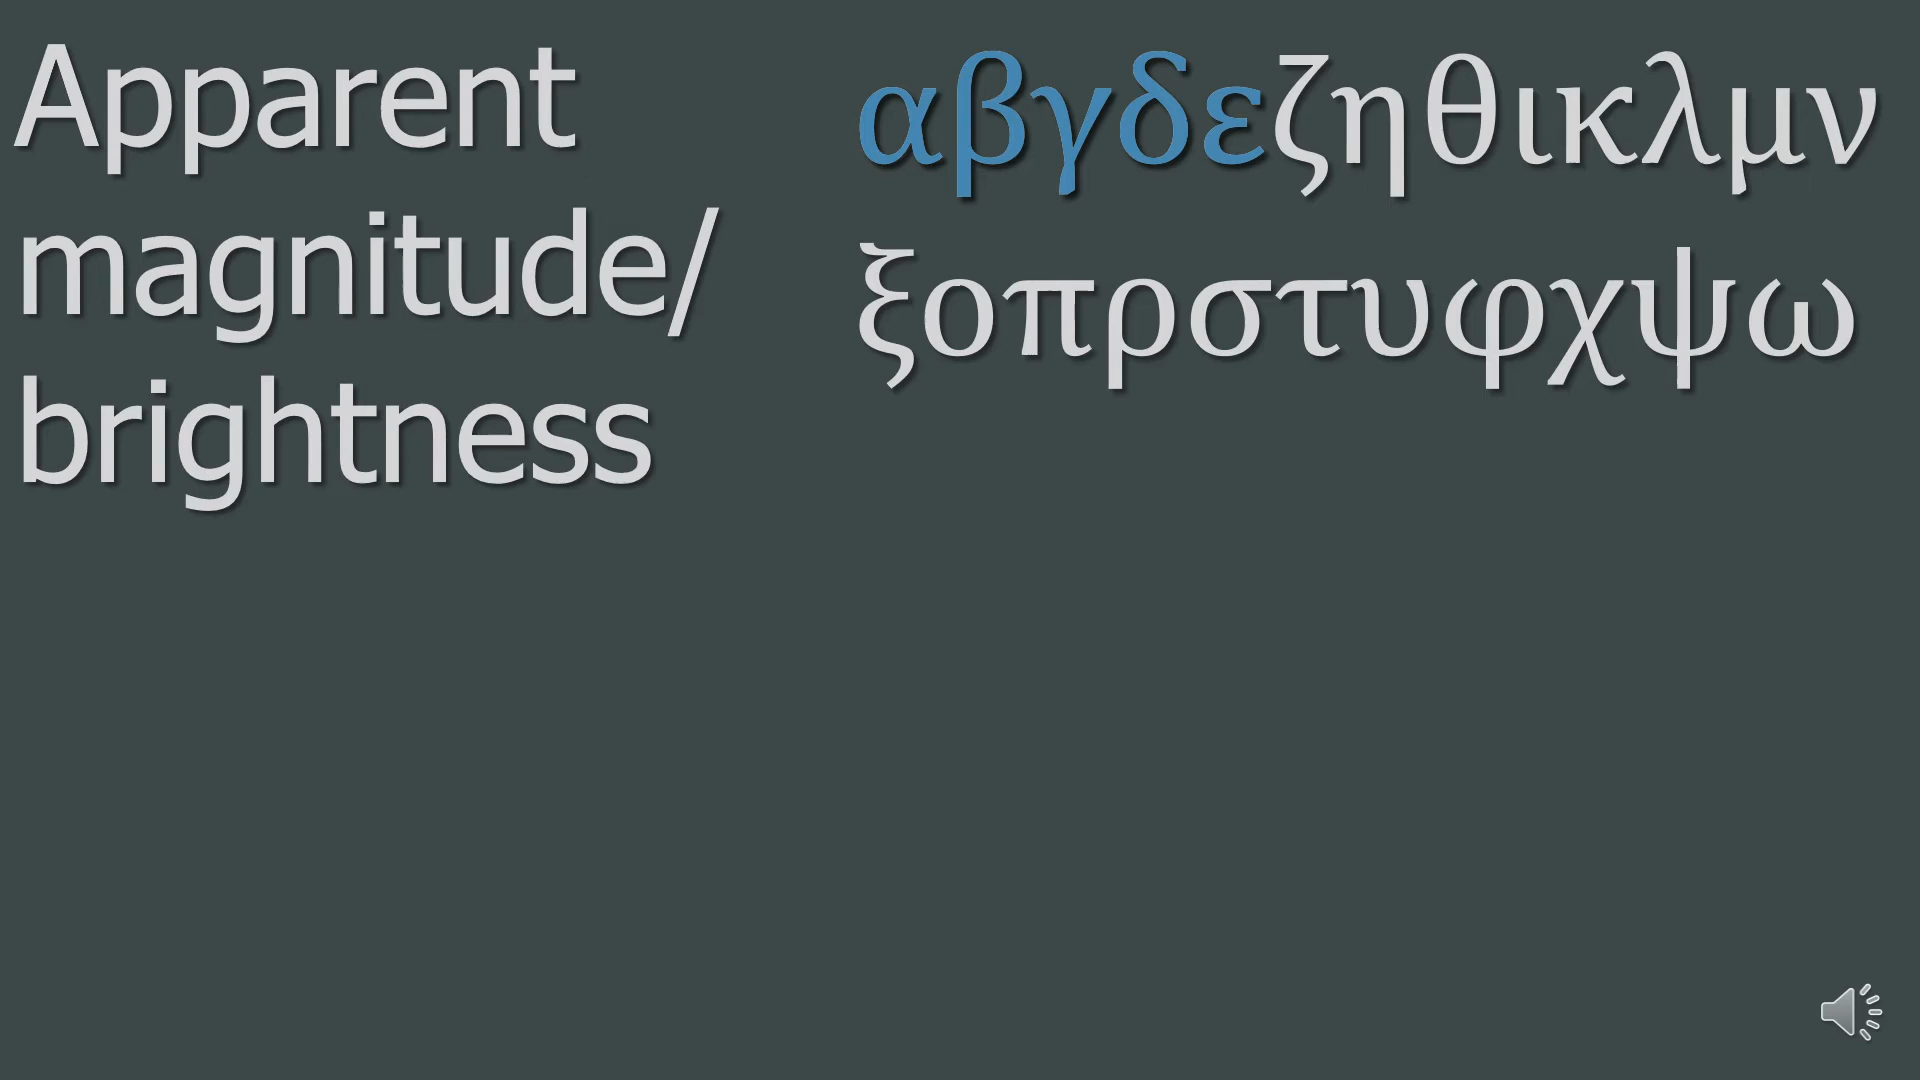 Apparent
magnitude/
brightness
αβγδεζηθικλμν
ξοπρστυφχψω